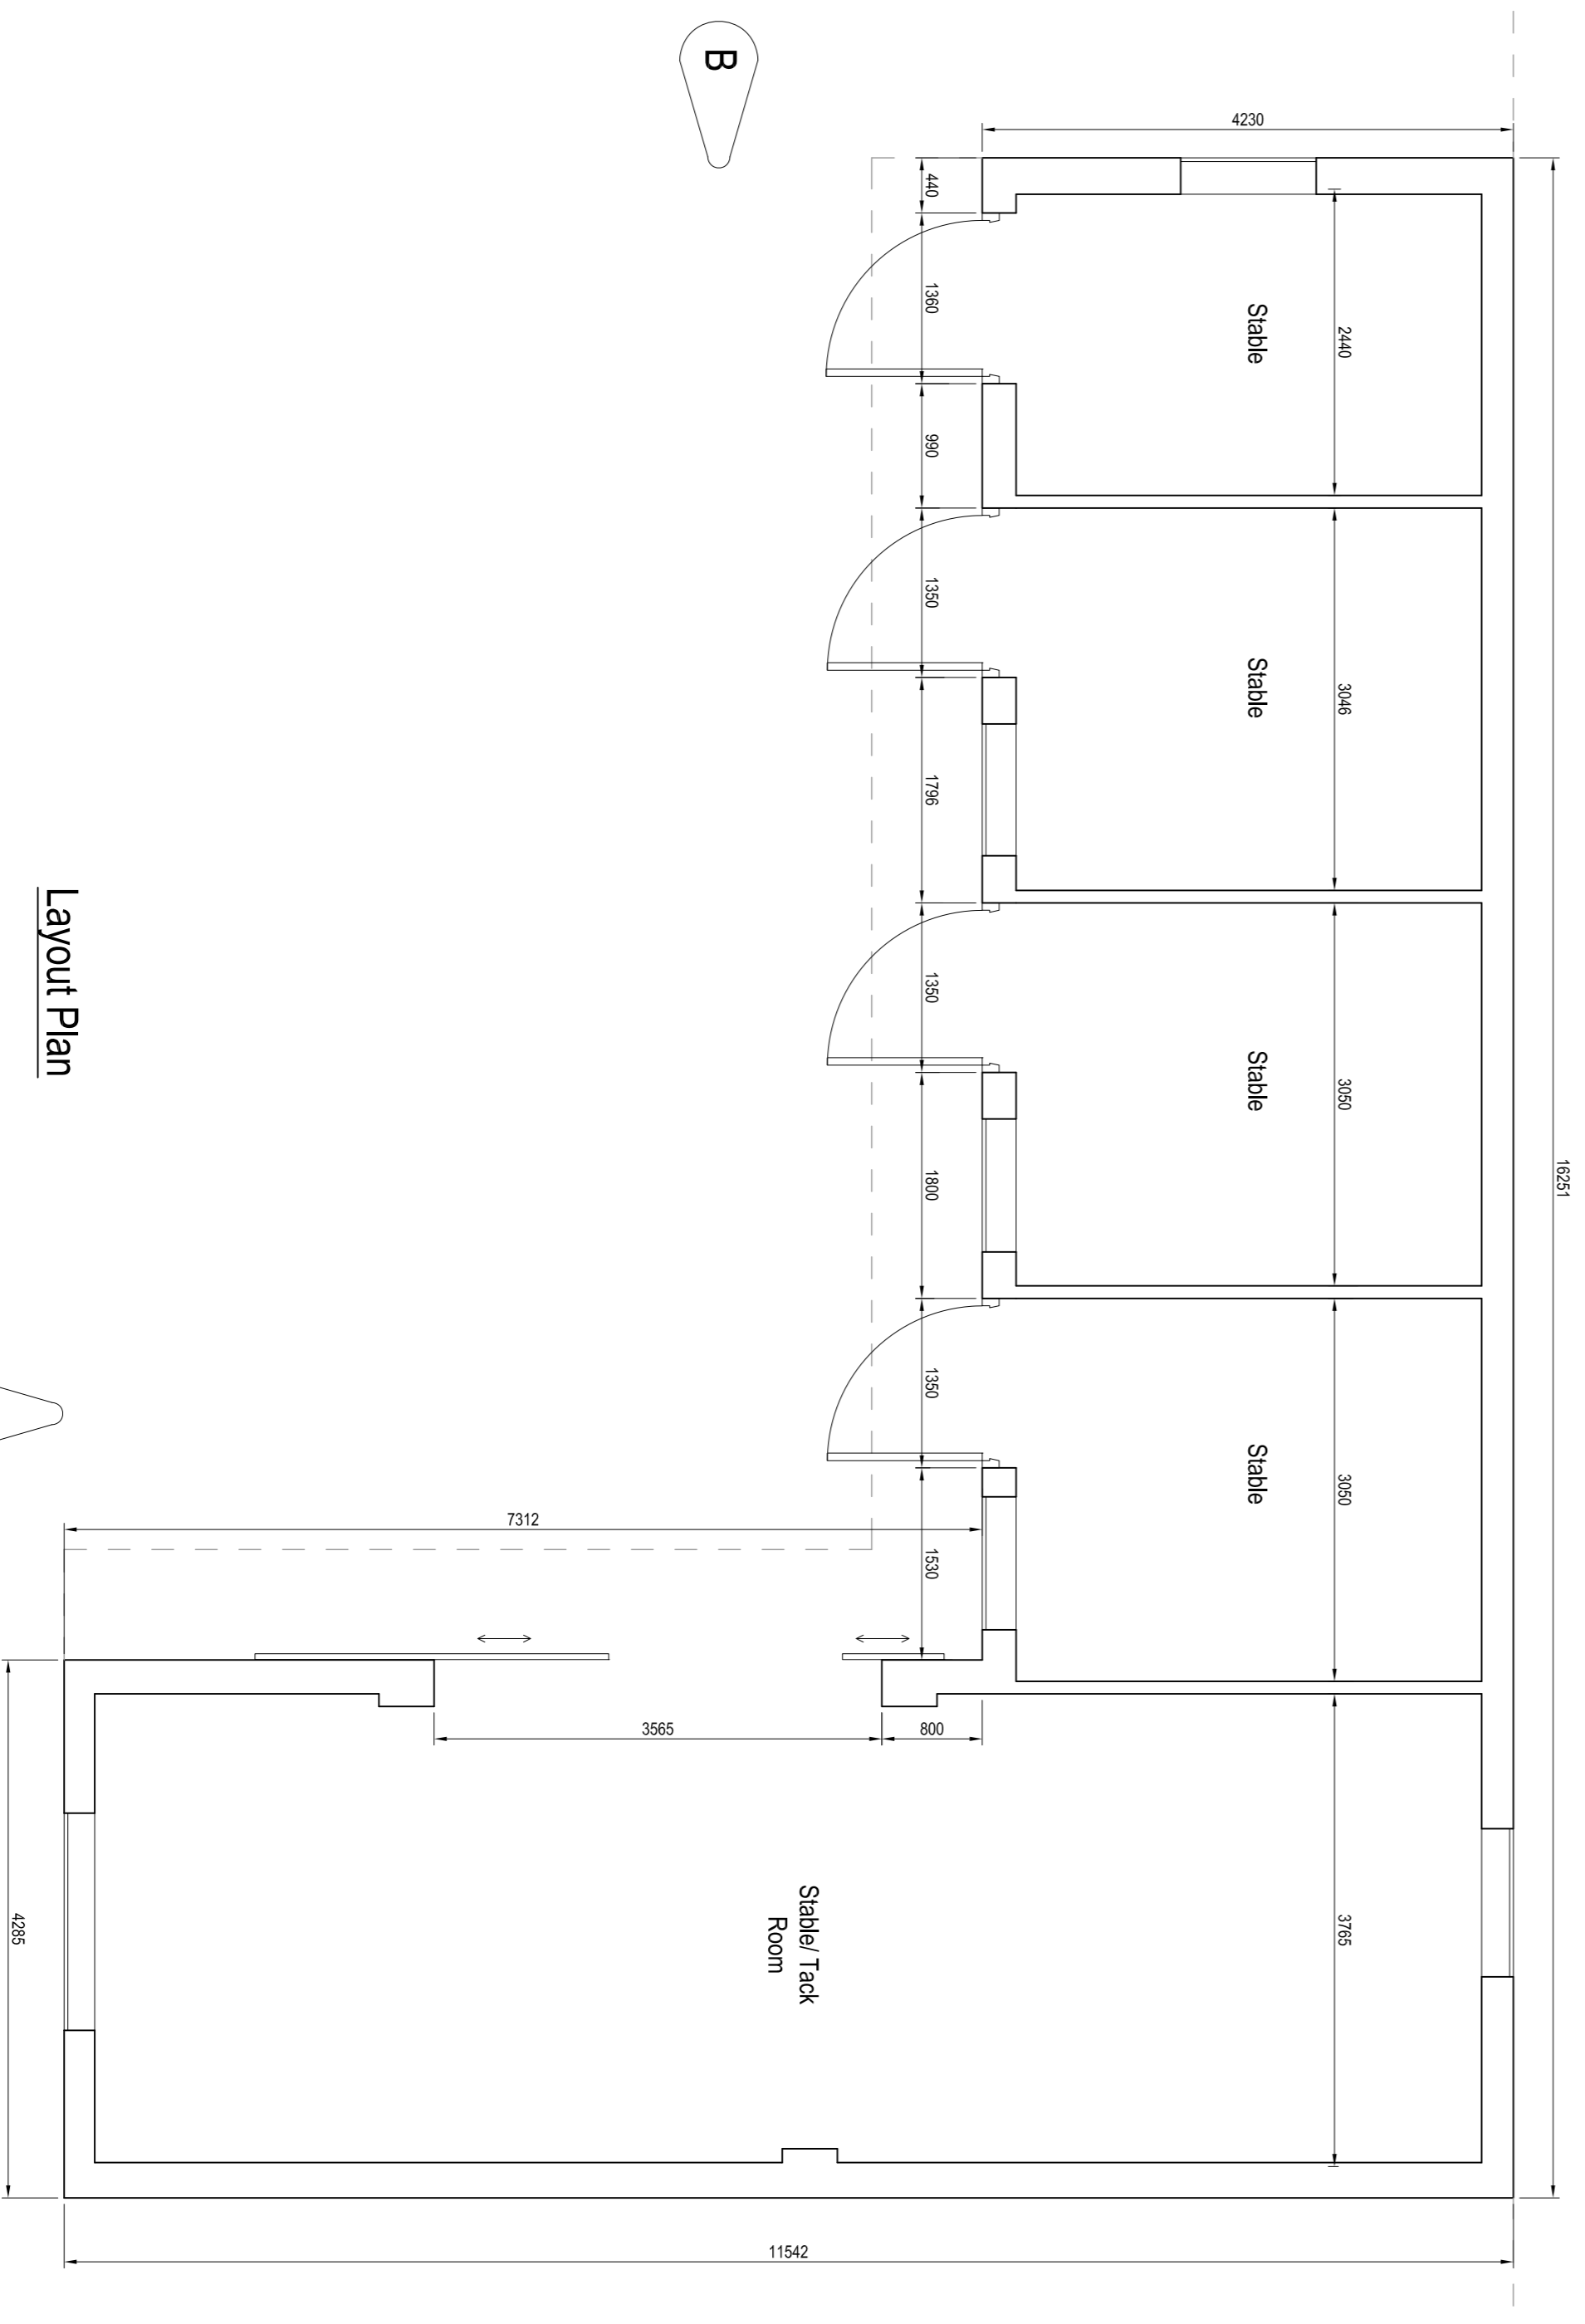 16251
4230
2440
3046
3050
3050
3765
Stable
Stable
Stable
Stable
Stable/ Tack
Room
440
1360
990
1350
1796
1350
1800
1350
1530
7312
3565
800
11542
4285
B
Layout Plan